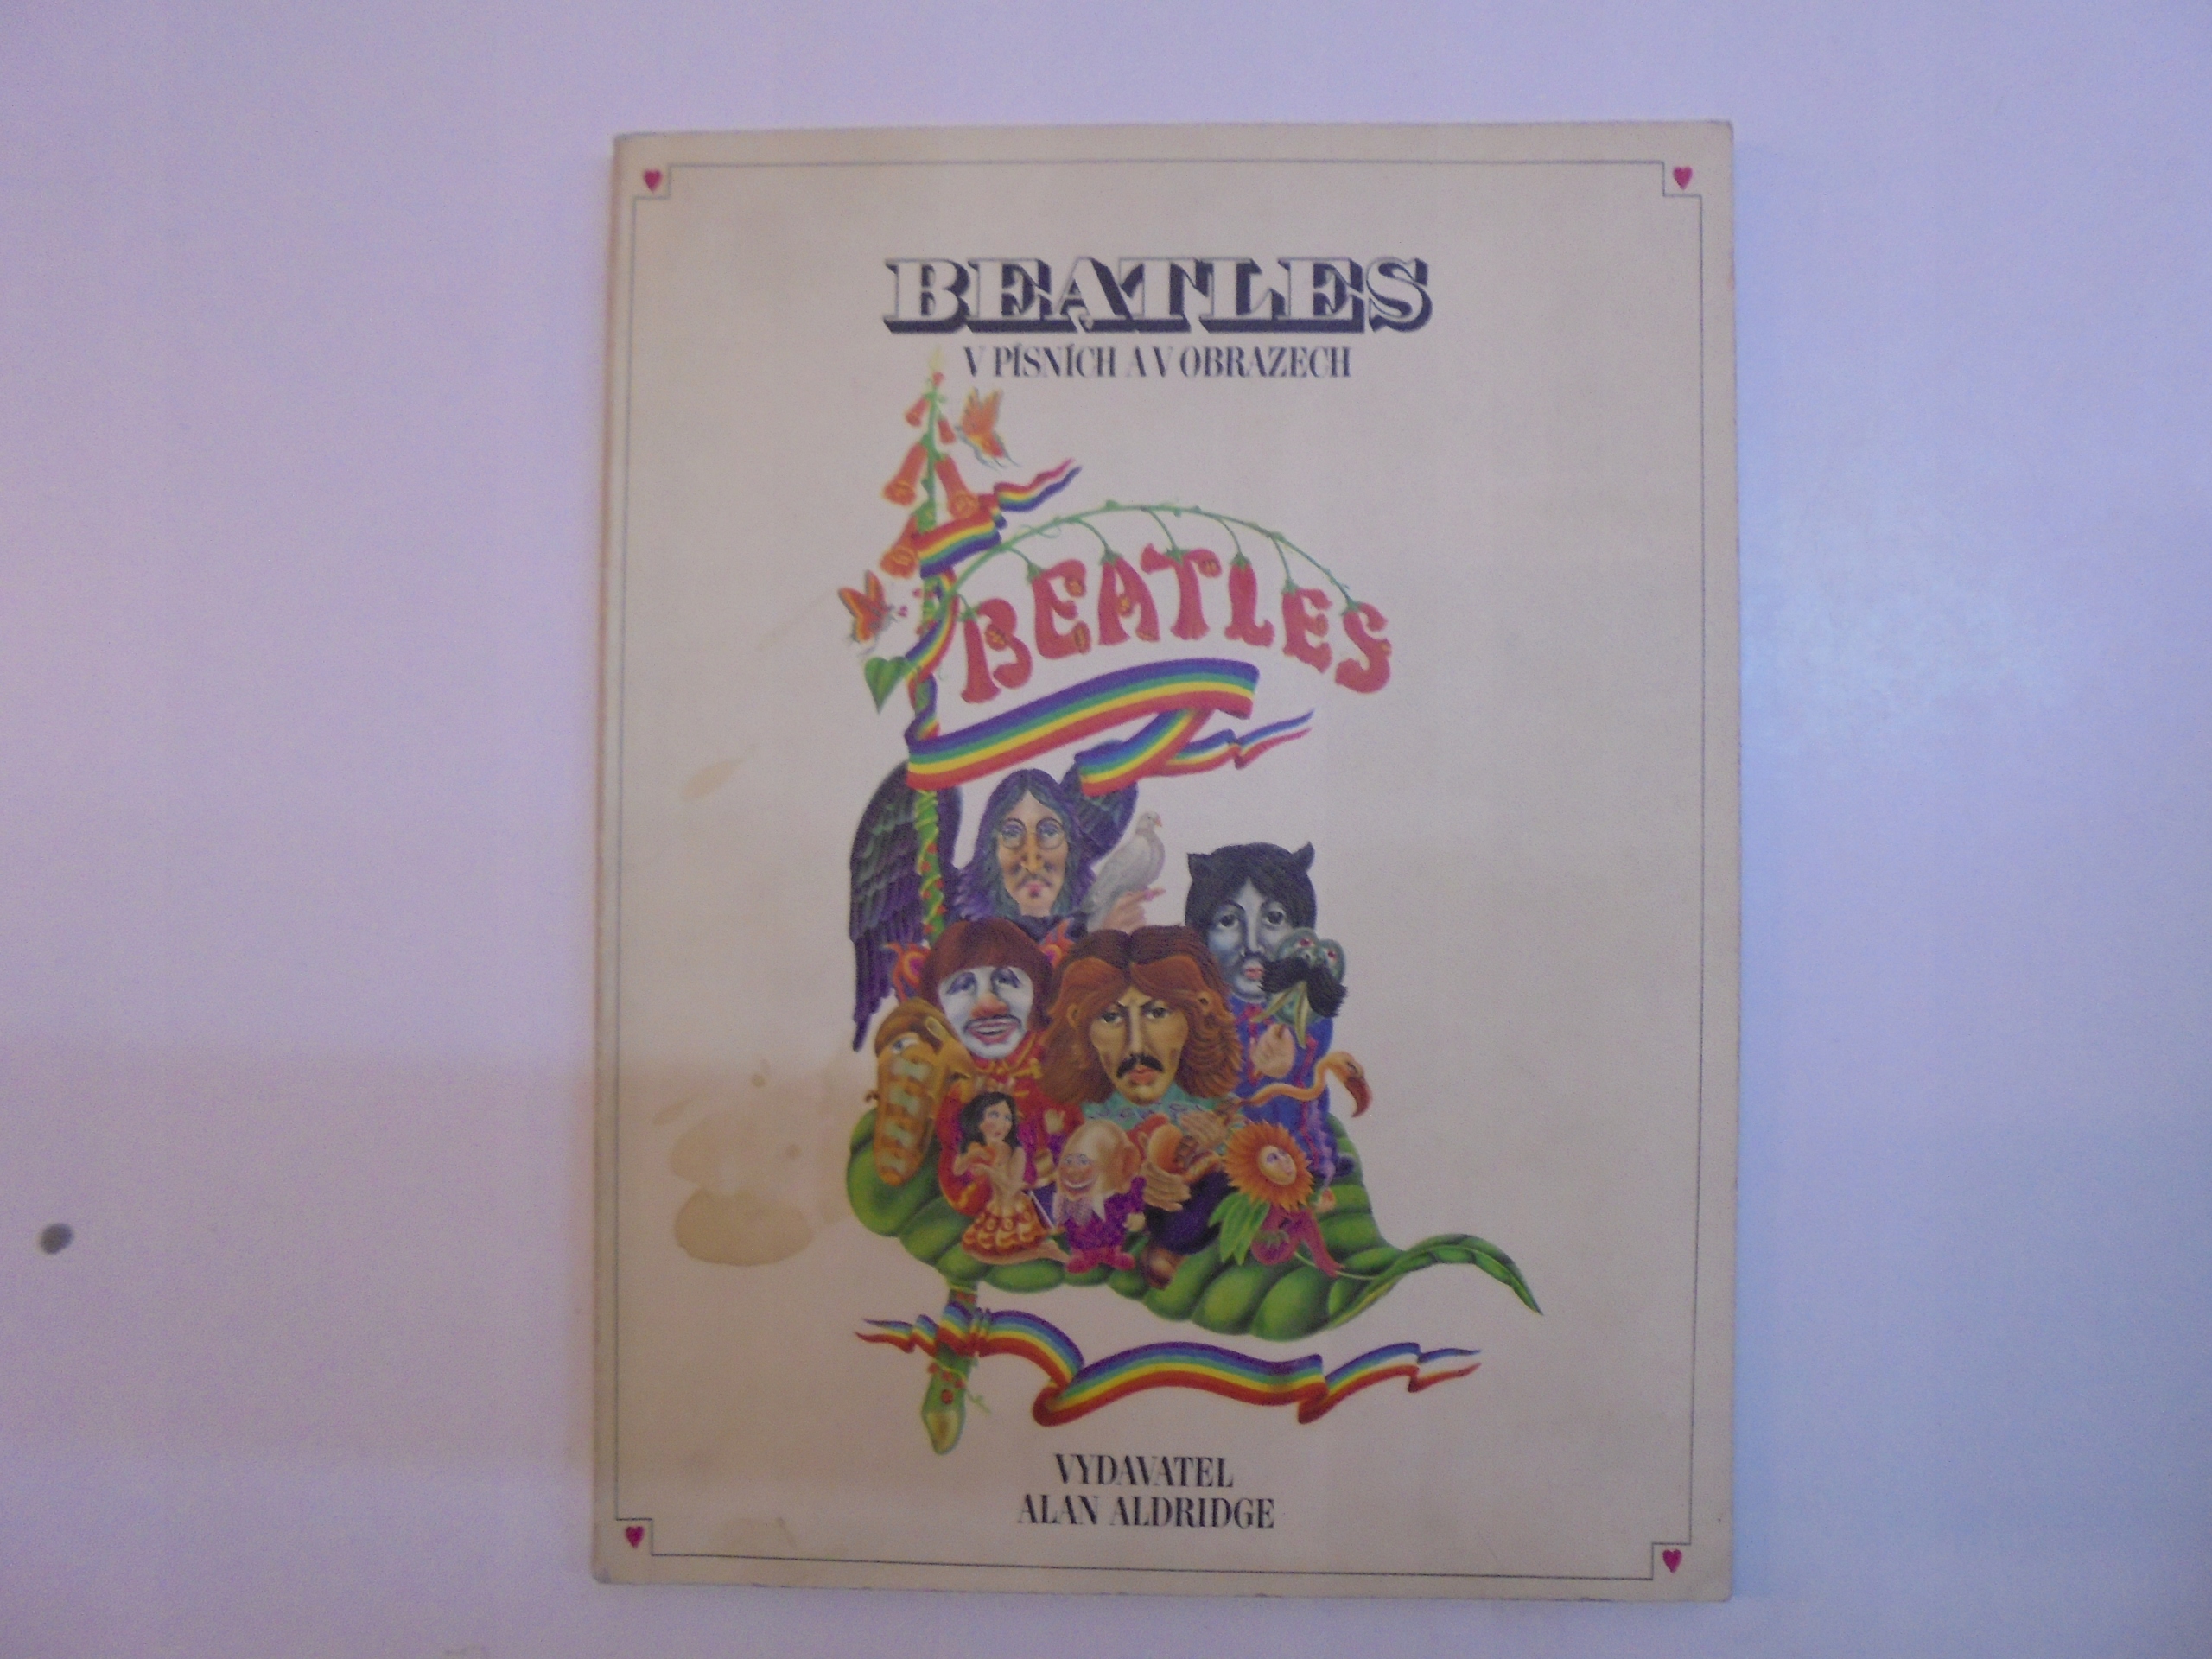 BEATLES
V PÍSNÍCH A V OBRAZECH
BEATLES
VYDAVATEL
ALAN ALDRIDGE